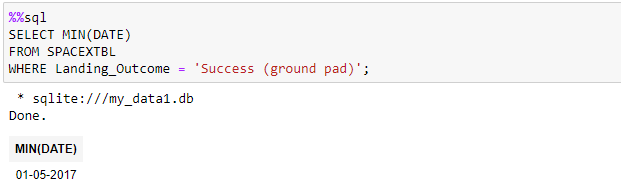 %%sql
SELECT MIN(DATE)
FROM SPACEXTBL
WHERE Landing_Outcome = 'Success (ground pad)';
* sqlite:///my_data1.db
Done.
MIN(DATE)
01-05-2017